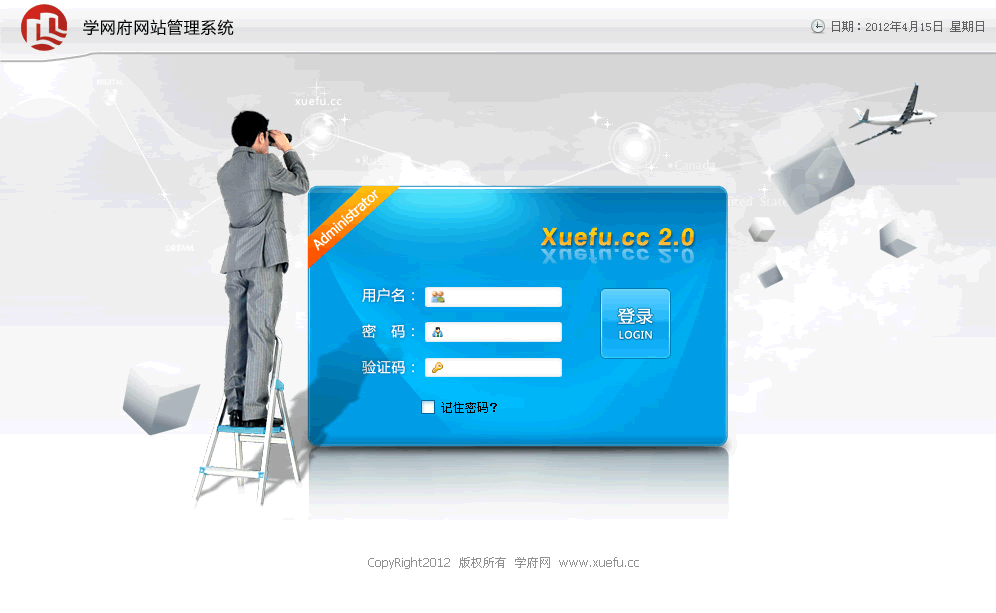 学网府网站管理系统
日期：2012年4月15日 星期日
xuefu.cc
Canada
Administrator
Xuefu.cc 2.0
用户名：
密 码：
验证码：
登录
LOGIN
记住密码?
CopyRight2012 版权所有 学府网 www.xuefu.cc